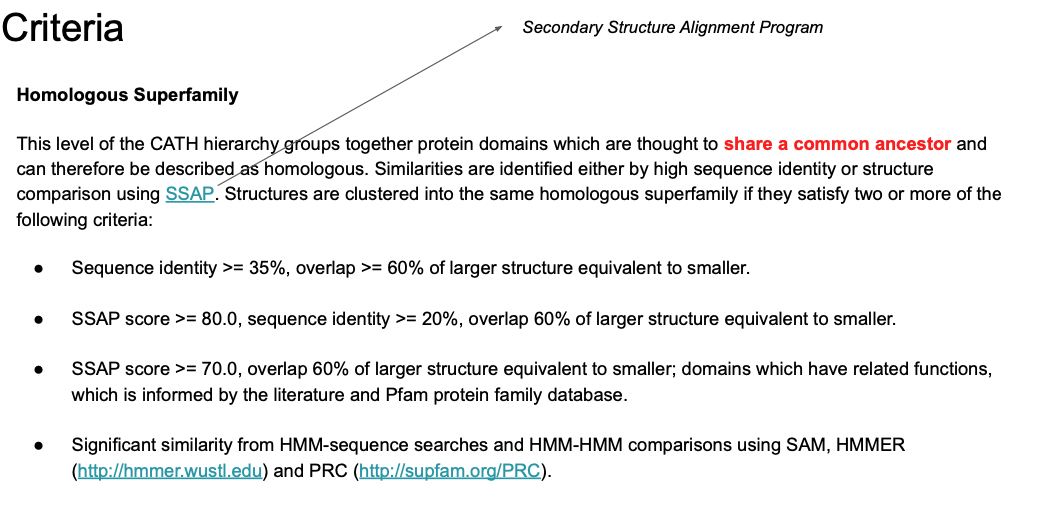 Criteria
Secondary Structure Alignment Program
Homologous Superfamily
This level of the CATH hierarchy groups together protein domains which are thought to share a common ancestor and
can therefore be described as homologous. Similarities are identified either by high sequence identity or structure
comparison using SSAP. Structures are clustered into the same homologous superfamily if they satisfy two or more of the
following criteria:
● Sequence identity >= 35%, overlap >= 60% of larger structure equivalent to smaller.
● SSAP score >= 80.0, sequence identity >= 20%, overlap 60% of larger structure equivalent to smaller.
● SSAP score >= 70.0, overlap 60% of larger structure equivalent to smaller; domains which have related functions,
which is informed by the literature and Pfam protein family database.
● Significant similarity from HMM-sequence searches and HMM-HMM comparisons using SAM, HMMER
(http://hmmer.wustl.edu) and PRC (http://supfam.org/PRC).